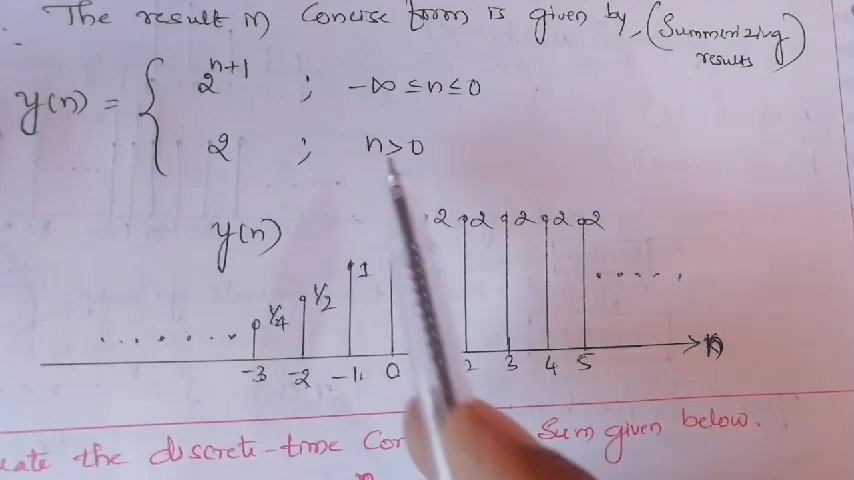 The result in Concise form is given by, (Summerizing results)
y(n) = { 2^{n+1} ; -∞ ≤ n ≤ 0
2 ; n > 0
y(n)
2 2 2 2 2
1/4 1/2 1
-3 -2 -1 0 2 3 4 5 n
the discrete-time Sum given below.